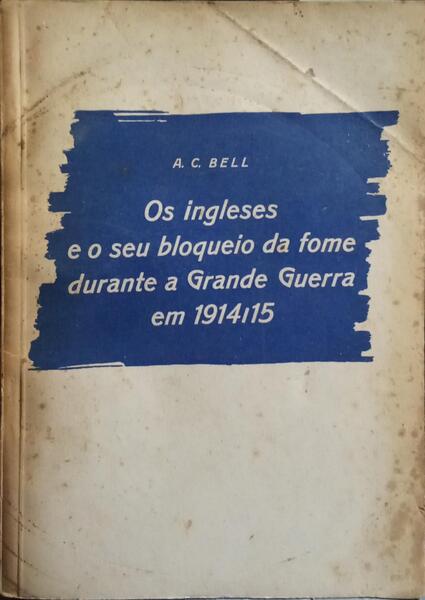 A. C. BELL
Os ingleses
e o seu bloqueio da fome
durante a Grande Guerra
em 1914/15